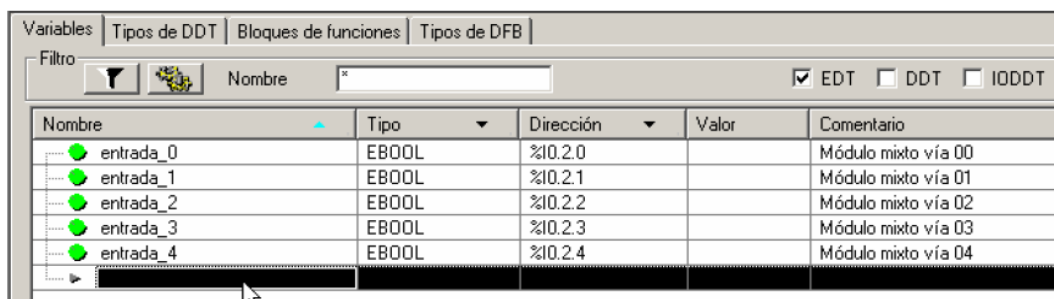 Variables Tipos de DDT Bloques de funciones Tipos de DFB
Filtro
Nombre * EDT DDT IODDT
Nombre Tipo Dirección Valor Comentario
entrada_0 EBOOL %I0.2.0 Módulo mixto vía 00
entrada_1 EBOOL %I0.2.1 Módulo mixto vía 01
entrada_2 EBOOL %I0.2.2 Módulo mixto vía 02
entrada_3 EBOOL %I0.2.3 Módulo mixto vía 03
entrada_4 EBOOL %I0.2.4 Módulo mixto vía 04